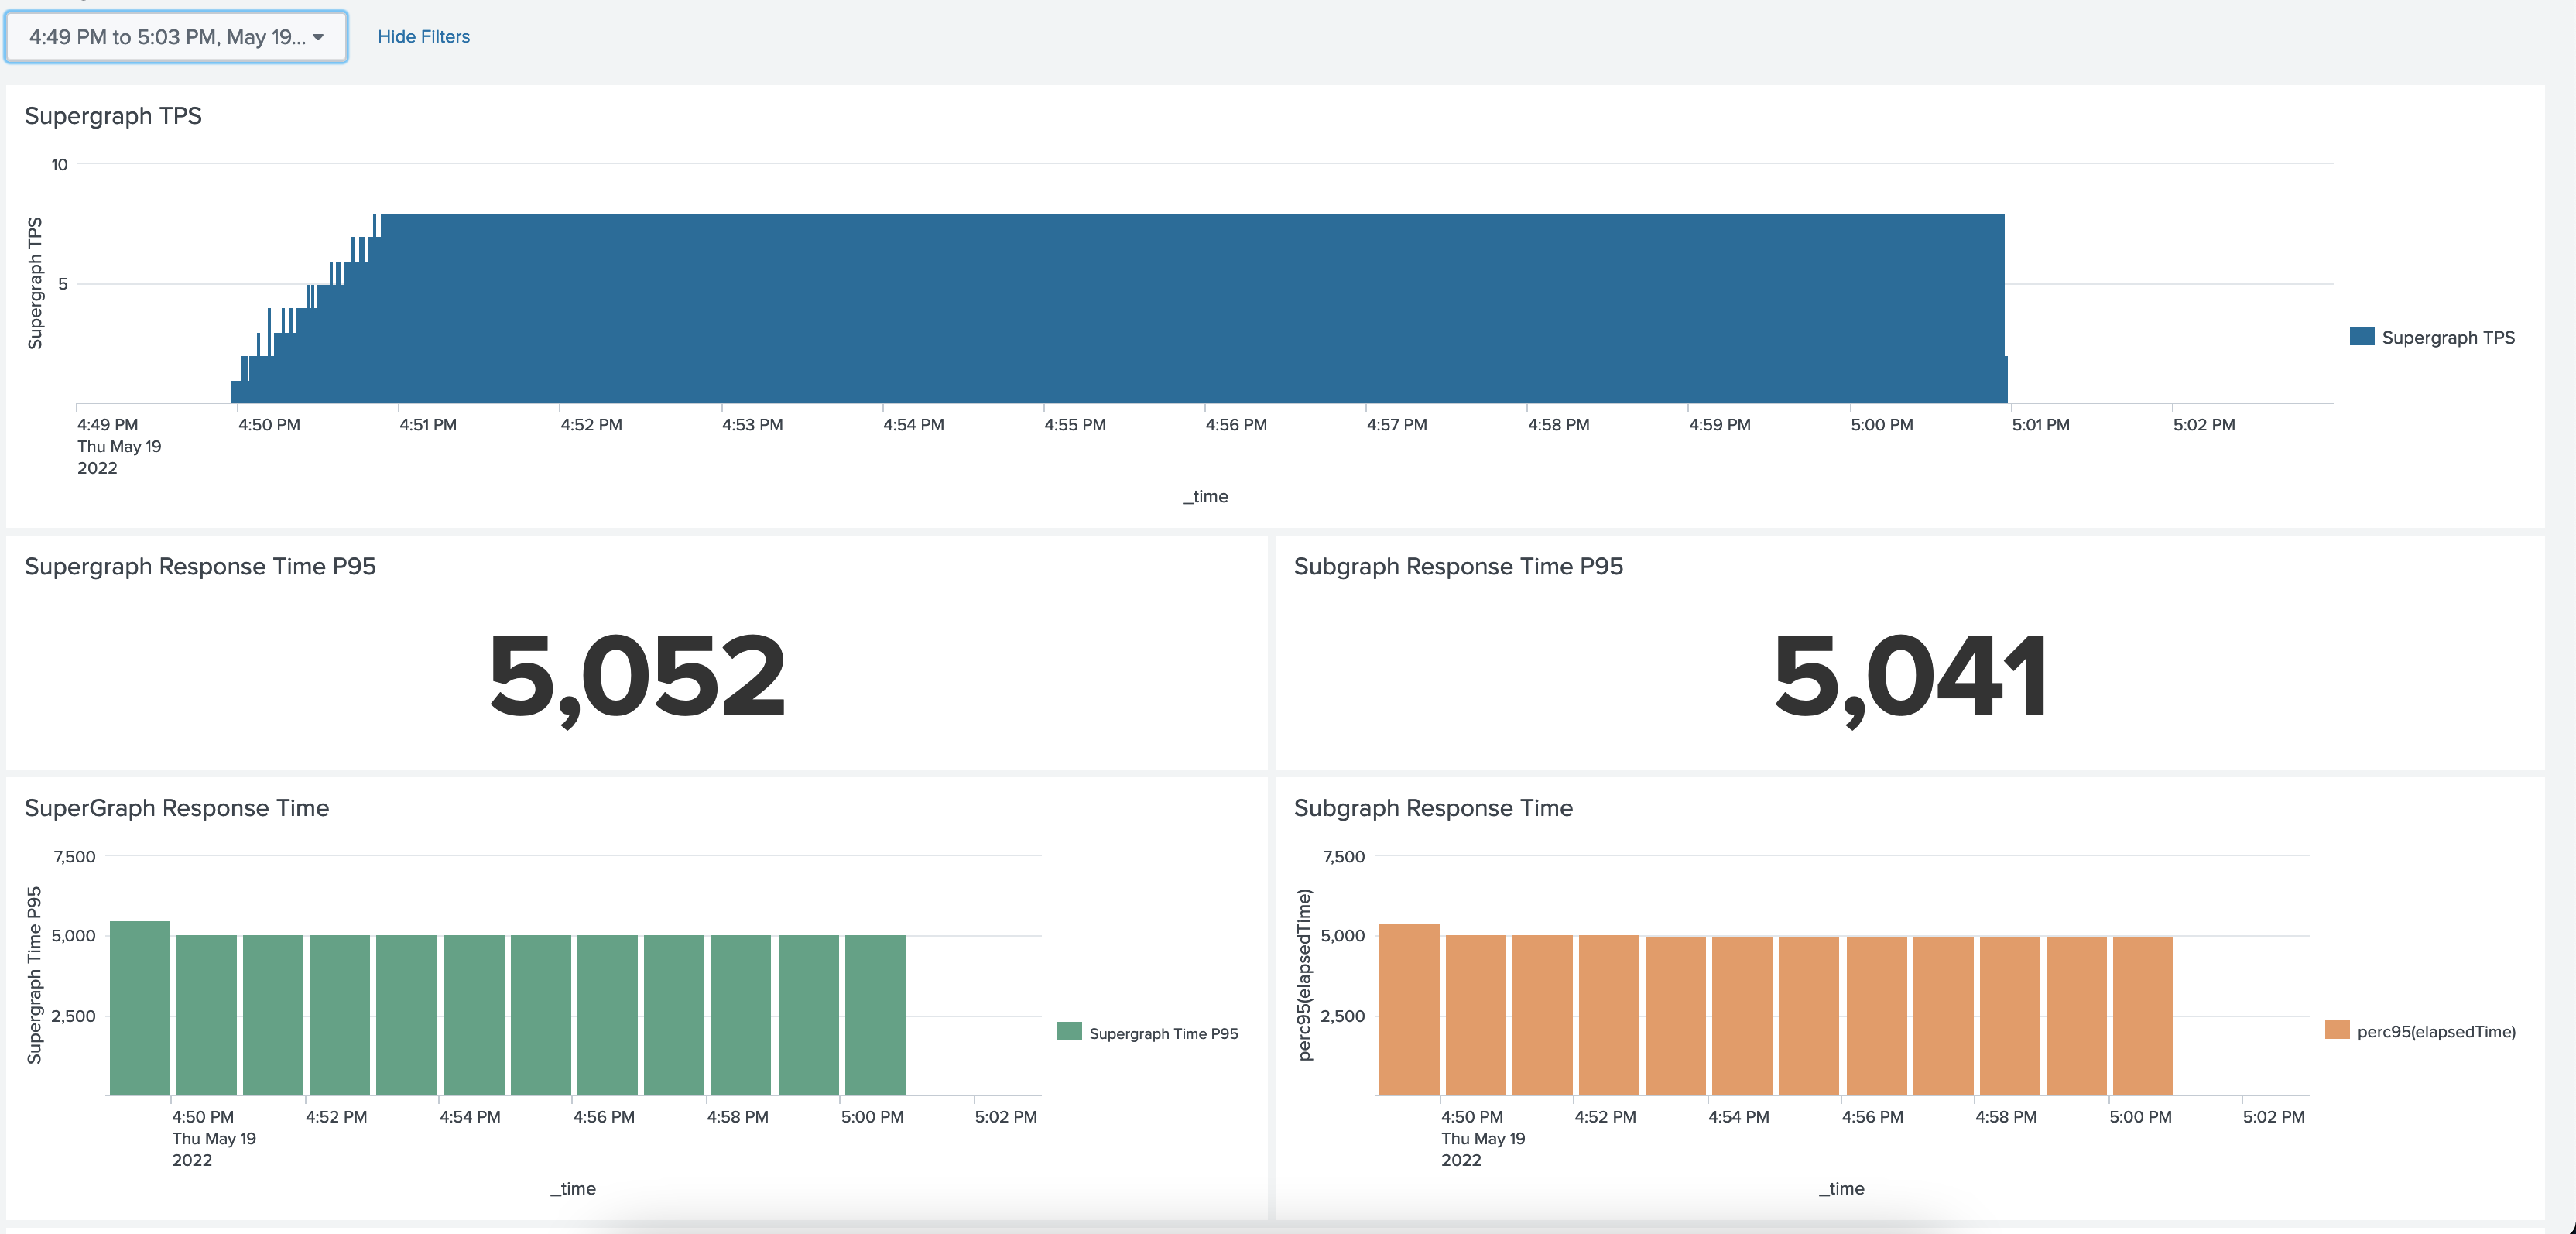 4:49 PM to 5:03 PM, May 19...
Hide Filters
Supergraph TPS
10
5
Supergraph TPS
4:49 PM
Thu May 19
2022
4:50 PM
4:51 PM
4:52 PM
4:53 PM
4:54 PM
4:55 PM
4:56 PM
4:57 PM
4:58 PM
4:59 PM
5:00 PM
5:01 PM
5:02 PM
_time
Supergraph TPS
Supergraph Response Time P95
5,052
Subgraph Response Time P95
5,041
SuperGraph Response Time
7,500
5,000
2,500
Supergraph Time P95
4:50 PM
Thu May 19
2022
4:52 PM
4:54 PM
4:56 PM
4:58 PM
5:00 PM
5:02 PM
_time
Supergraph Time P95
Subgraph Response Time
7,500
5,000
2,500
perc95(elapsedTime)
4:50 PM
Thu May 19
2022
4:52 PM
4:54 PM
4:56 PM
4:58 PM
5:00 PM
5:02 PM
_time
perc95(elapsedTime)